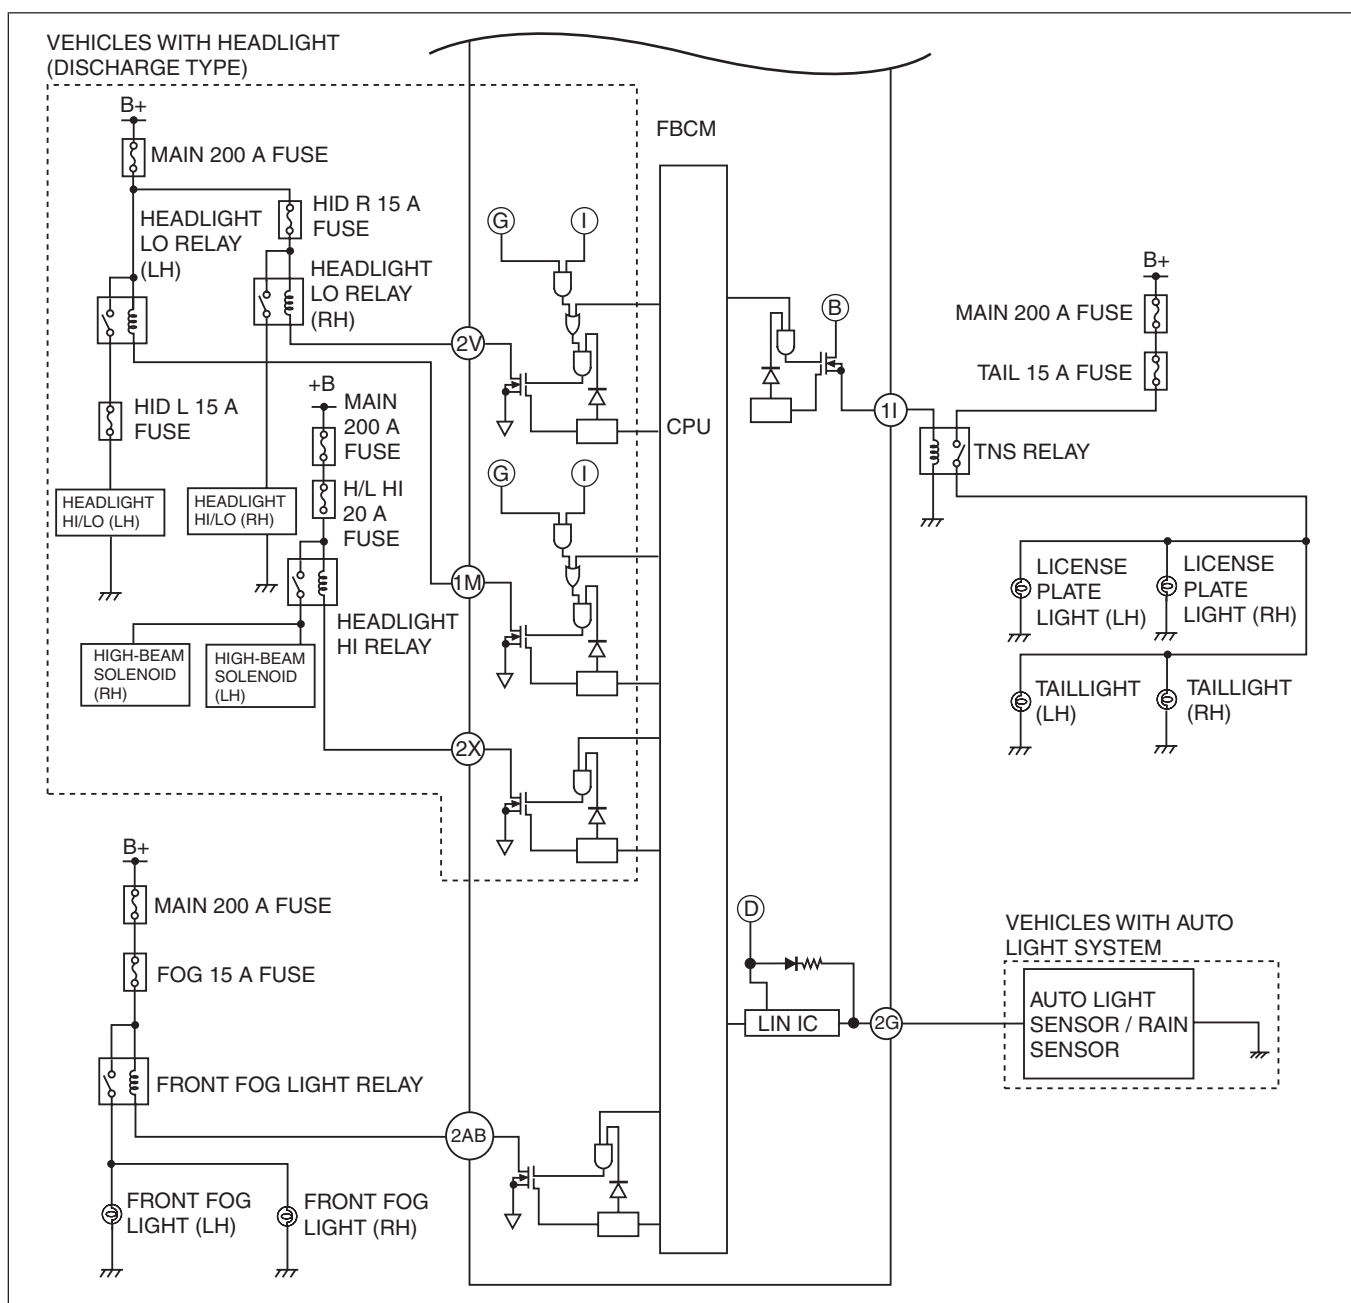 VEHICLES WITH HEADLIGHT
(DISCHARGE TYPE)
B+
MAIN 200 A FUSE
HEADLIGHT
LO RELAY
(LH)
HID R 15 A
FUSE
HEADLIGHT
LO RELAY
(RH)
HID L 15 A
FUSE
+B
MAIN
200 A
FUSE
H/L HI
20 A
FUSE
HEADLIGHT
HI/LO (LH)
HEADLIGHT
HI/LO (RH)
HEADLIGHT
HI RELAY
HIGH-BEAM
SOLENOID
(RH)
HIGH-BEAM
SOLENOID
(LH)
FBCM
CPU
G
I
2V
G
I
1M
2X
B
1I
B+
MAIN 200 A FUSE
TAIL 15 A FUSE
TNS RELAY
LICENSE
PLATE
LIGHT (LH)
LICENSE
PLATE
LIGHT (RH)
TAILLIGHT
(LH)
TAILLIGHT
(RH)
B+
MAIN 200 A FUSE
FOG 15 A FUSE
FRONT FOG LIGHT RELAY
2AB
FRONT FOG
LIGHT (LH)
FRONT FOG
LIGHT (RH)
D
LIN IC
2G
VEHICLES WITH AUTO
LIGHT SYSTEM
AUTO LIGHT
SENSOR / RAIN
SENSOR